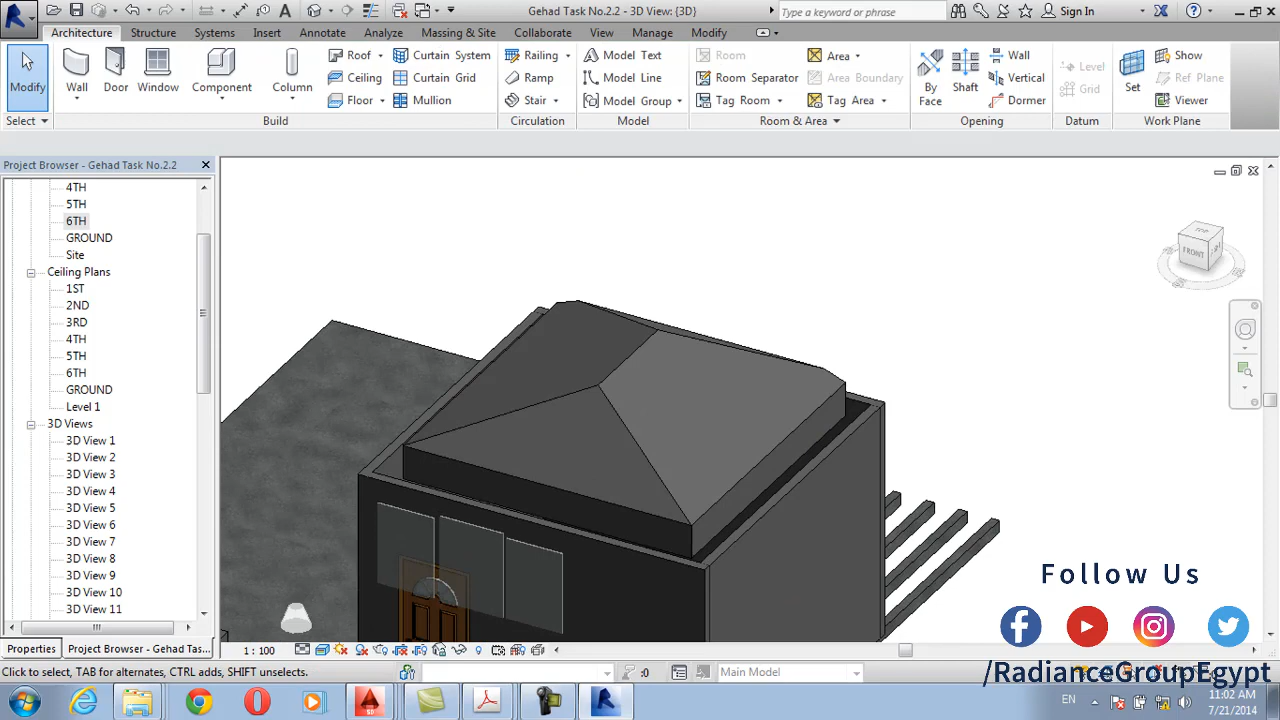 Gehad Task No.2.2 - 3D View: {3D}
Type a keyword or phrase
Sign In
Architecture
Structure
Systems
Insert
Annotate
Analyze
Massing & Site
Collaborate
View
Manage
Modify
Modify
Wall
Door
Window
Component
Column
Roof
Ceiling
Floor
Curtain System
Curtain Grid
Mullion
Railing
Ramp
Stair
Model Text
Model Line
Model Group
Room
Room Separator
Tag Room
Area
Area Boundary
Tag Area
By Face
Shaft
Wall
Vertical
Dormer
Level
Grid
Set
Show
Ref Plane
Viewer
Select
Build
Circulation
Model
Room & Area
Opening
Datum
Work Plane
Project Browser - Gehad Task No.2.2
4TH
5TH
6TH
GROUND
Site
Ceiling Plans
1ST
2ND
3RD
4TH
5TH
6TH
GROUND
Level 1
3D Views
3D View 1
3D View 2
3D View 3
3D View 4
3D View 5
3D View 6
3D View 7
3D View 8
3D View 9
3D View 10
3D View 11
TOP
FRONT
Properties
Project Browser - Gehad Tas...
1 : 100
Click to select, TAB for alternates, CTRL adds, SHIFT unselects.
:0
Main Model
Follow Us
/RadianceGroupEgypt
EN
11:02 AM
7/21/2014